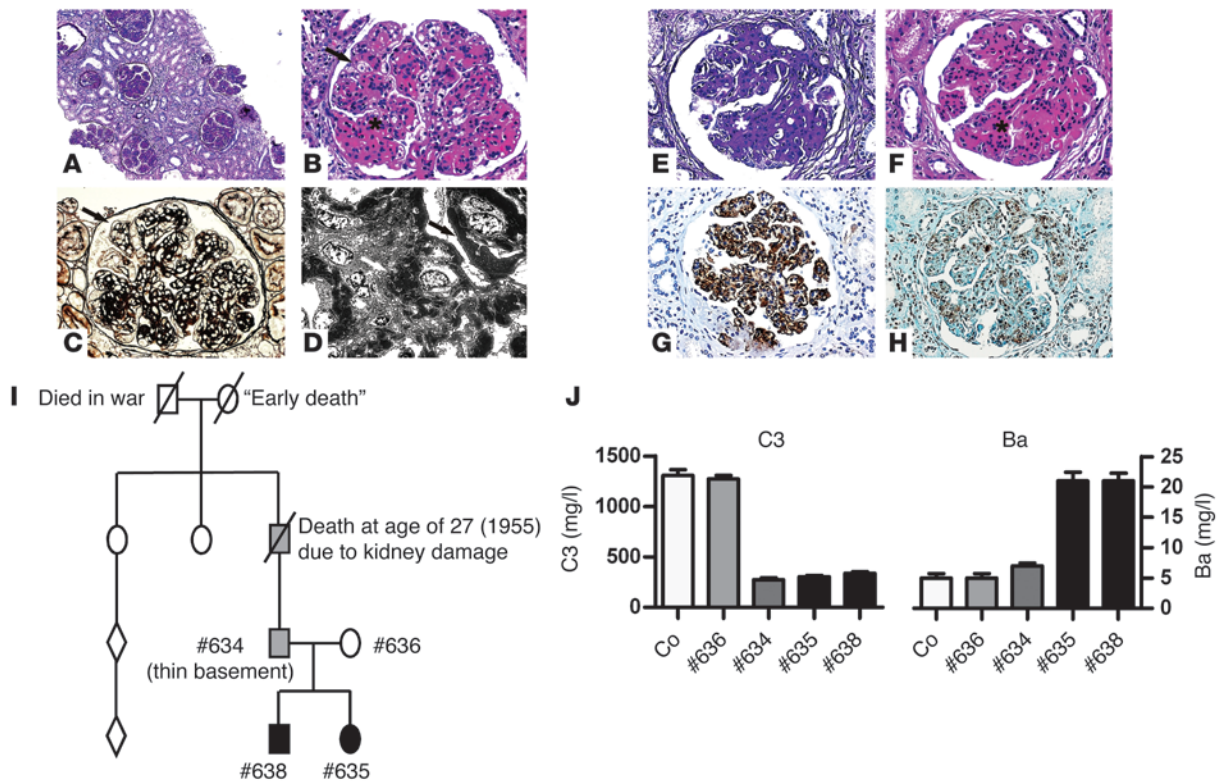 A
B
E
F
C
D
G
H
I
Died in war
"Early death"
Death at age of 27 (1955)
due to kidney damage
#634
(thin basement)
#636
#638
#635
J
C3
Ba
1500
1000
500
0
C3 (mg/l)
Co
#636
#634
#635
#638
25
20
15
10
5
0
Ba (mg/l)
Co
#636
#634
#635
#638